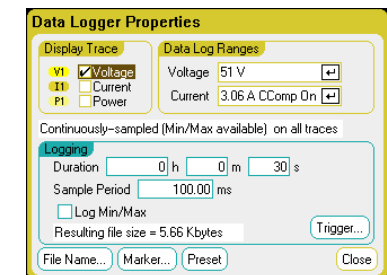 Data Logger Properties
Display Trace
Data Log Ranges
V1 Voltage
Voltage 51 V
I1 Current
Current 3.06 A CComp On
P1 Power
Continuously-sampled (Min/Max available) on all traces
Logging
Duration 0 h 0 m 30 s
Sample Period 100.00 ms
Log Min/Max
Resulting file size = 5.66 Kbytes
Trigger...
File Name... Marker... Preset Close